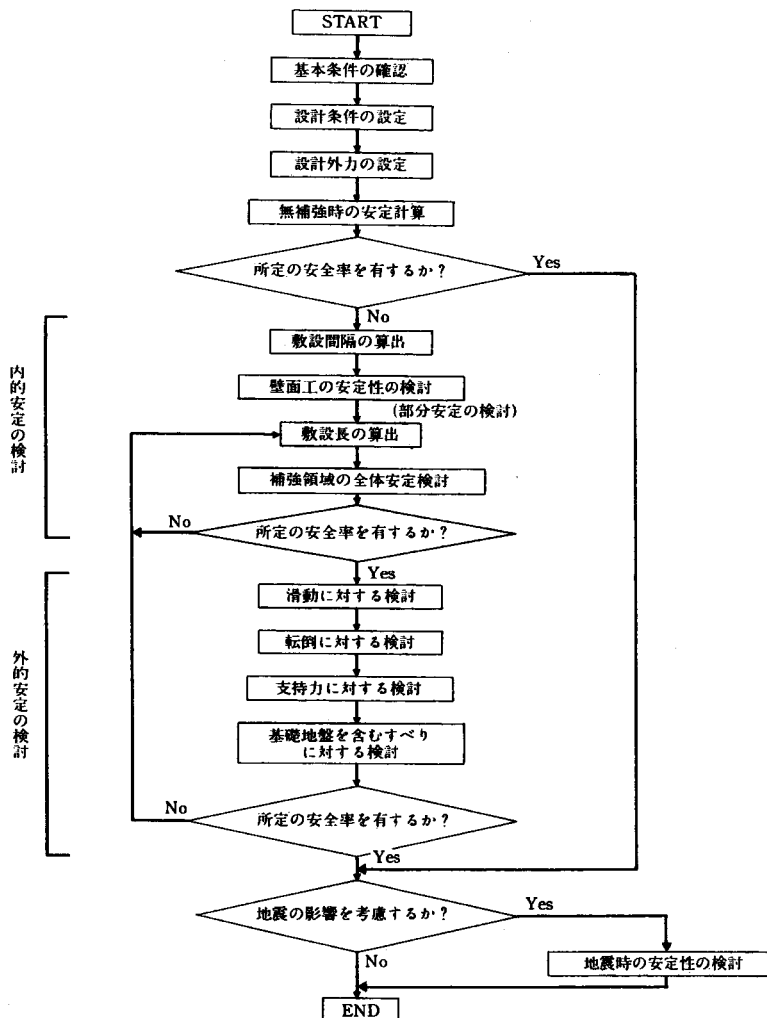 START
基本条件の確認
設計条件の設定
設計外力の設定
無補強時の安定計算
所定の安全率を有するか?
Yes
No
内的安定の検討
敷設間隔の算出
壁面工の安定性の検討
(部分安定の検討)
敷設長の算出
補強領域の全体安定検討
所定の安全率を有するか?
No
Yes
外的安定の検討
滑動に対する検討
転倒に対する検討
支持力に対する検討
基礎地盤を含むすべり
に対する検討
所定の安全率を有するか?
No
Yes
地震の影響を考慮するか?
Yes
No
地震時の安定性の検討
END